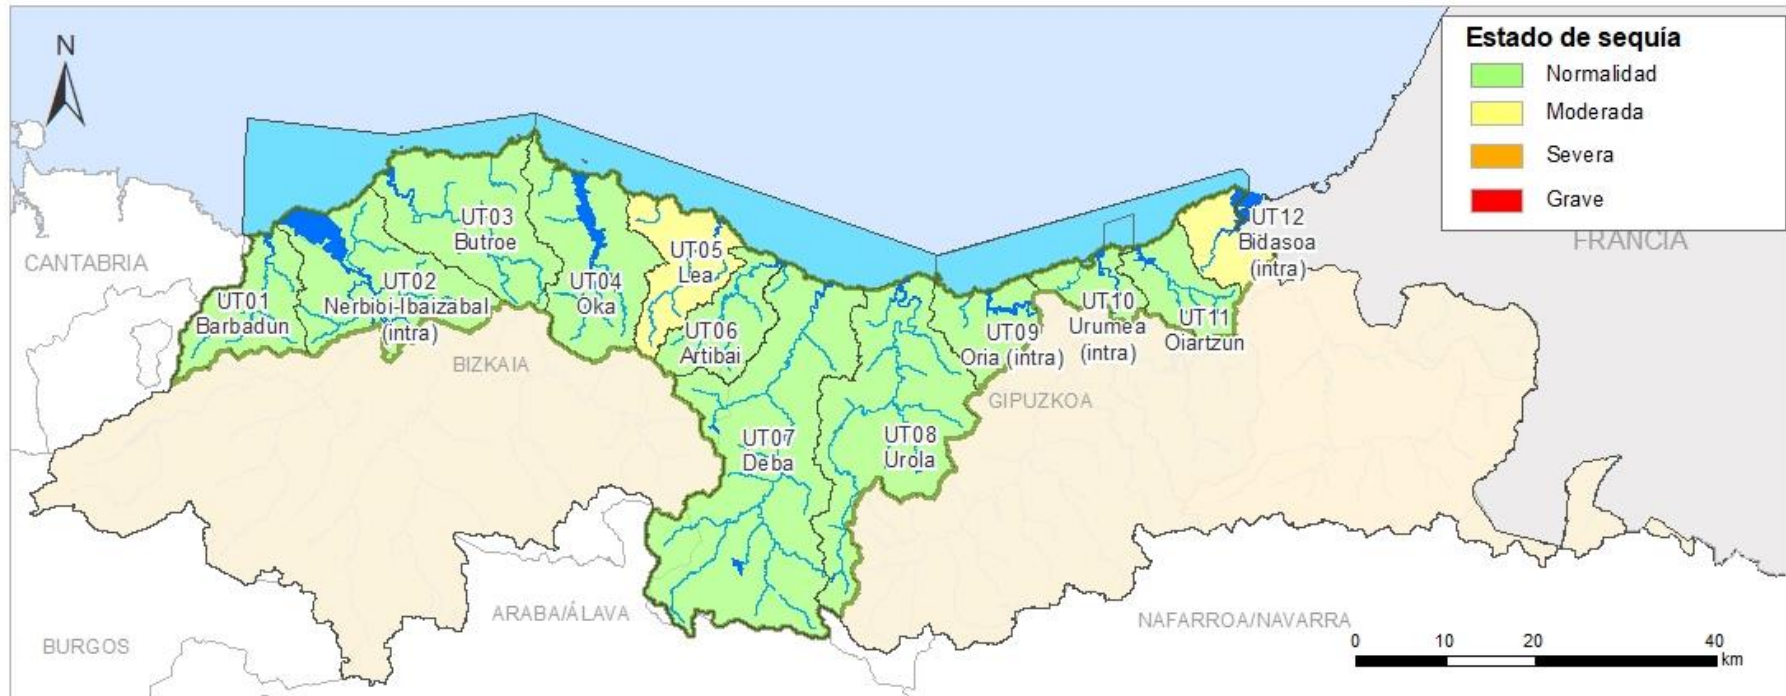 N
Estado de sequía
Normalidad
Moderada
Severa
Grave
FRANCIA
CANTABRIA
UT01
Barbadun
UT02
Nerbioi-Ibaizabal
(intra)
UT03
Butroe
UT04
Oka
UT05
Lea
UT06
Artibai
UT07
Deba
UT08
Urola
UT09
Oria (intra)
UT10
Urumea
(intra)
UT11
Oiartzun
UT12
Bidasoa
(intra)
BIZKAIA
GIPUZKOA
ARABA/ÁLAVA
NAFARROA/NAVARRA
BURGOS
0 10 20 40
km